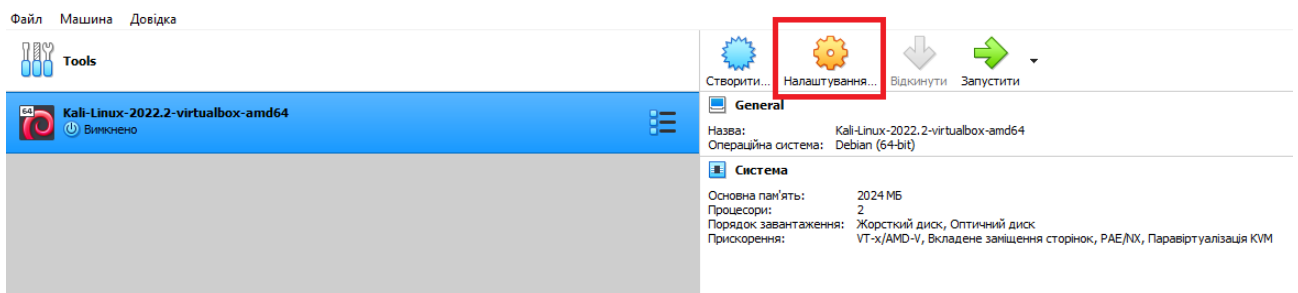 Файл Машина Довідка
Tools
Створити... Налаштування... Відкинути Запустити
64
Kali-Linux-2022.2-virtualbox-amd64
Вимкнено
General
Назва: Kali-Linux-2022.2-virtualbox-amd64
Операційна система: Debian (64-bit)
Система
Основна пам'ять: 2024 МБ
Процесори: 2
Порядок завантаження: Жорсткий диск, Оптичний диск
Прискорення: VT-x/AMD-V, Вкладене заміщення сторінок, PAE/NX, Паравіртуалізація KVM